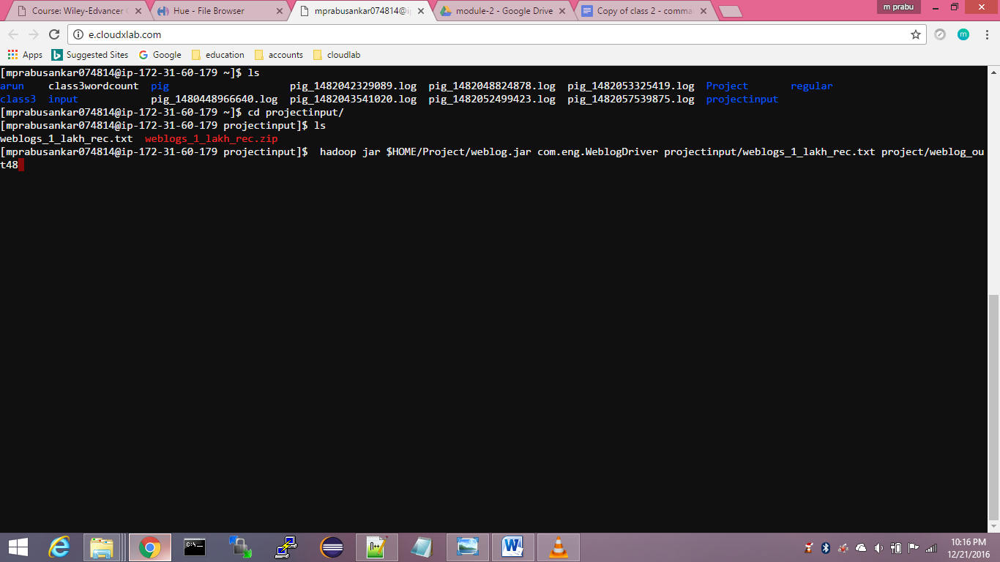 Course: Wiley-Edvancer
Hue - File Browser
mprabusankar074814@ip
module-2 - Google Drive
Copy of class 2 - comma
m prabu
e.cloudxlab.com
m
Apps
Suggested Sites
Google
education
accounts
cloudlab
[mprabusankar074814@ip-172-31-60-179 ~]$ ls
arun class3wordcount pig pig_1482042329089.log pig_1482048824878.log pig_1482053325419.log Project regular
class3 input pig_1480448966640.log pig_1482043541020.log pig_1482052499423.log pig_1482057539875.log projectinput
[mprabusankar074814@ip-172-31-60-179 ~]$ cd projectinput/
[mprabusankar074814@ip-172-31-60-179 projectinput]$ ls
weblogs_1_lakh_rec.txt weblogs_1_lakh_rec.zip
[mprabusankar074814@ip-172-31-60-179 projectinput]$ hadoop jar $HOME/Project/weblog.jar com.eng.WeblogDriver projectinput/weblogs_1_lakh_rec.txt project/weblog_ou
t48
10:16 PM
12/21/2016